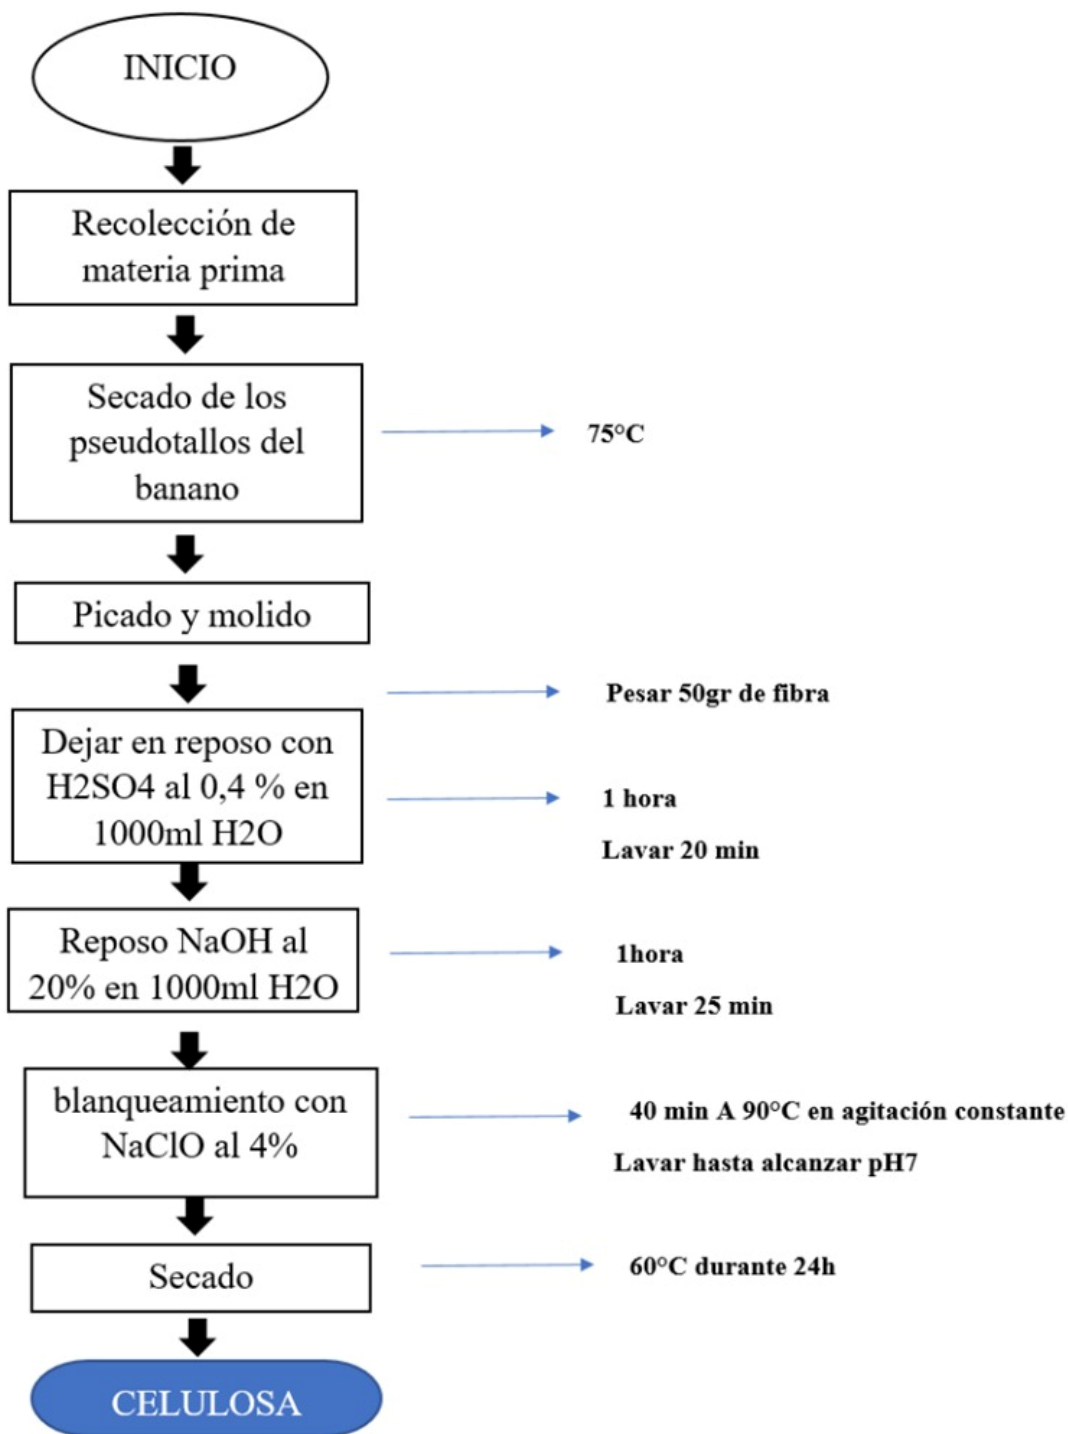 INICIO
Recolección de
materia prima
Secado de los
pseudotallos del
banano
75°C
Picado y molido
Pesar 50gr de fibra
Dejar en reposo con
H2SO4 al 0,4 % en
1000ml H2O
1 hora
Lavar 20 min
Reposo NaOH al
20% en 1000ml H2O
1hora
Lavar 25 min
blanqueamiento con
NaClO al 4%
40 min A 90°C en agitación constante
Lavar hasta alcanzar pH7
Secado
60°C durante 24h
CELULOSA